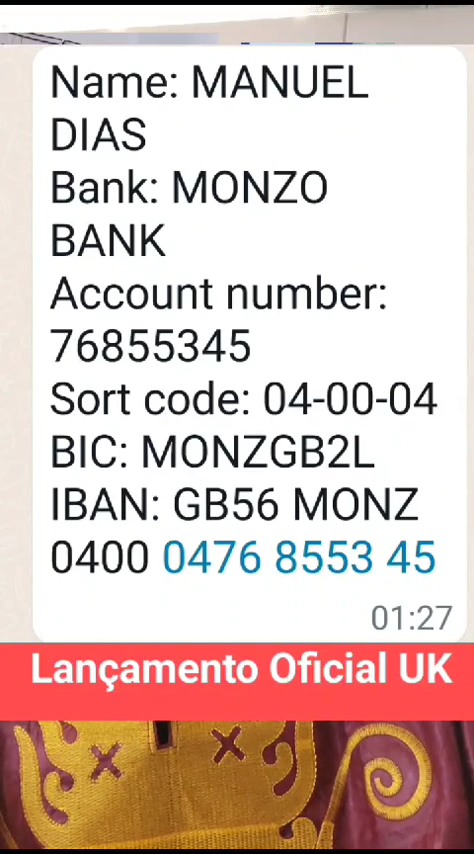 Name: MANUEL
DIAS
Bank: MONZO
BANK
Account number:
76855345
Sort code: 04-00-04
BIC: MONZGB2L
IBAN: GB56 MONZ
0400 0476 8553 45
01:27
Lançamento Oficial UK